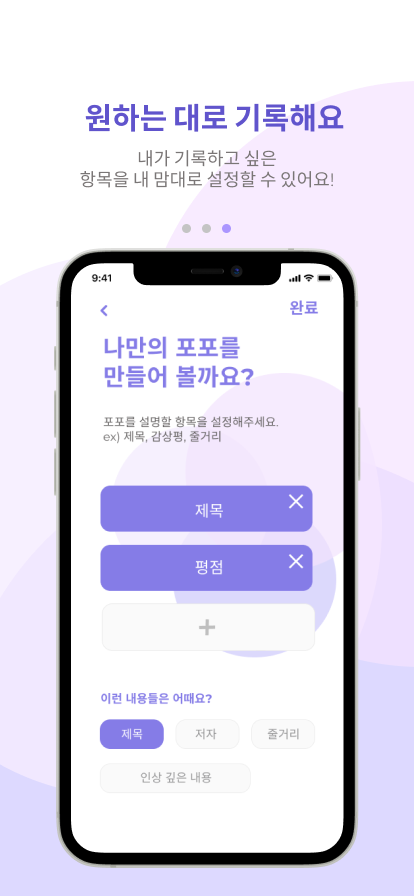 원하는 대로 기록해요
내가 기록하고 싶은
항목을 내 맘대로 설정할 수 있어요!
9:41
완료
나만의 포포를
만들어 볼까요?
포포를 설명할 항목을 설정해주세요.
ex) 제목, 감상평, 줄거리
제목
평점
이런 내용들은 어때요?
제목 저자 줄거리
인상 깊은 내용